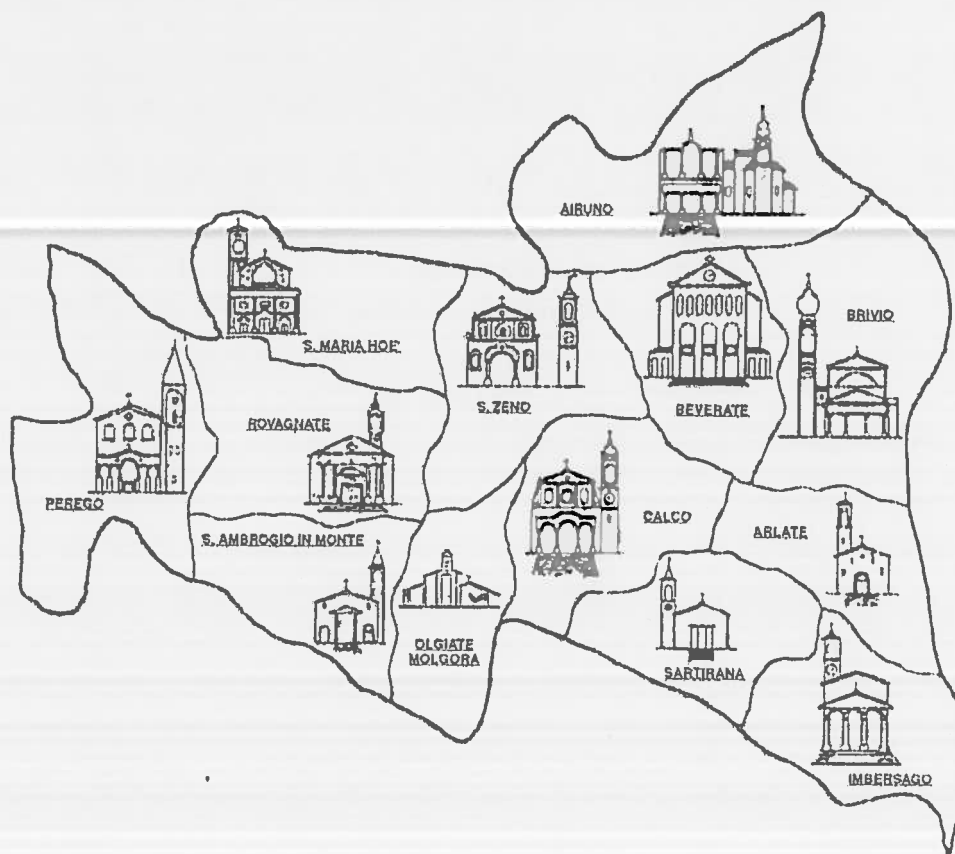 AIRUNO
BRIVIO
S. MARIA HOE'
S. ZENO
BEVERATE
ROVAGNATE
PEREGO
S. AMBROGIO IN MONTE
CALCO
ARLATE
OLGIATE
MOLGORA
SARTIRANA
IMBERSAGO